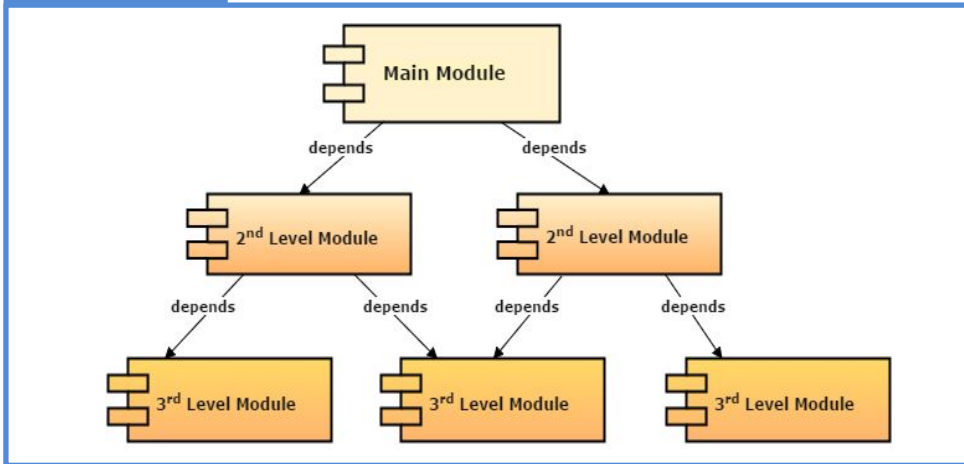 Main Module
depends depends
2nd Level Module 2nd Level Module
depends depends depends depends
3rd Level Module 3rd Level Module 3rd Level Module